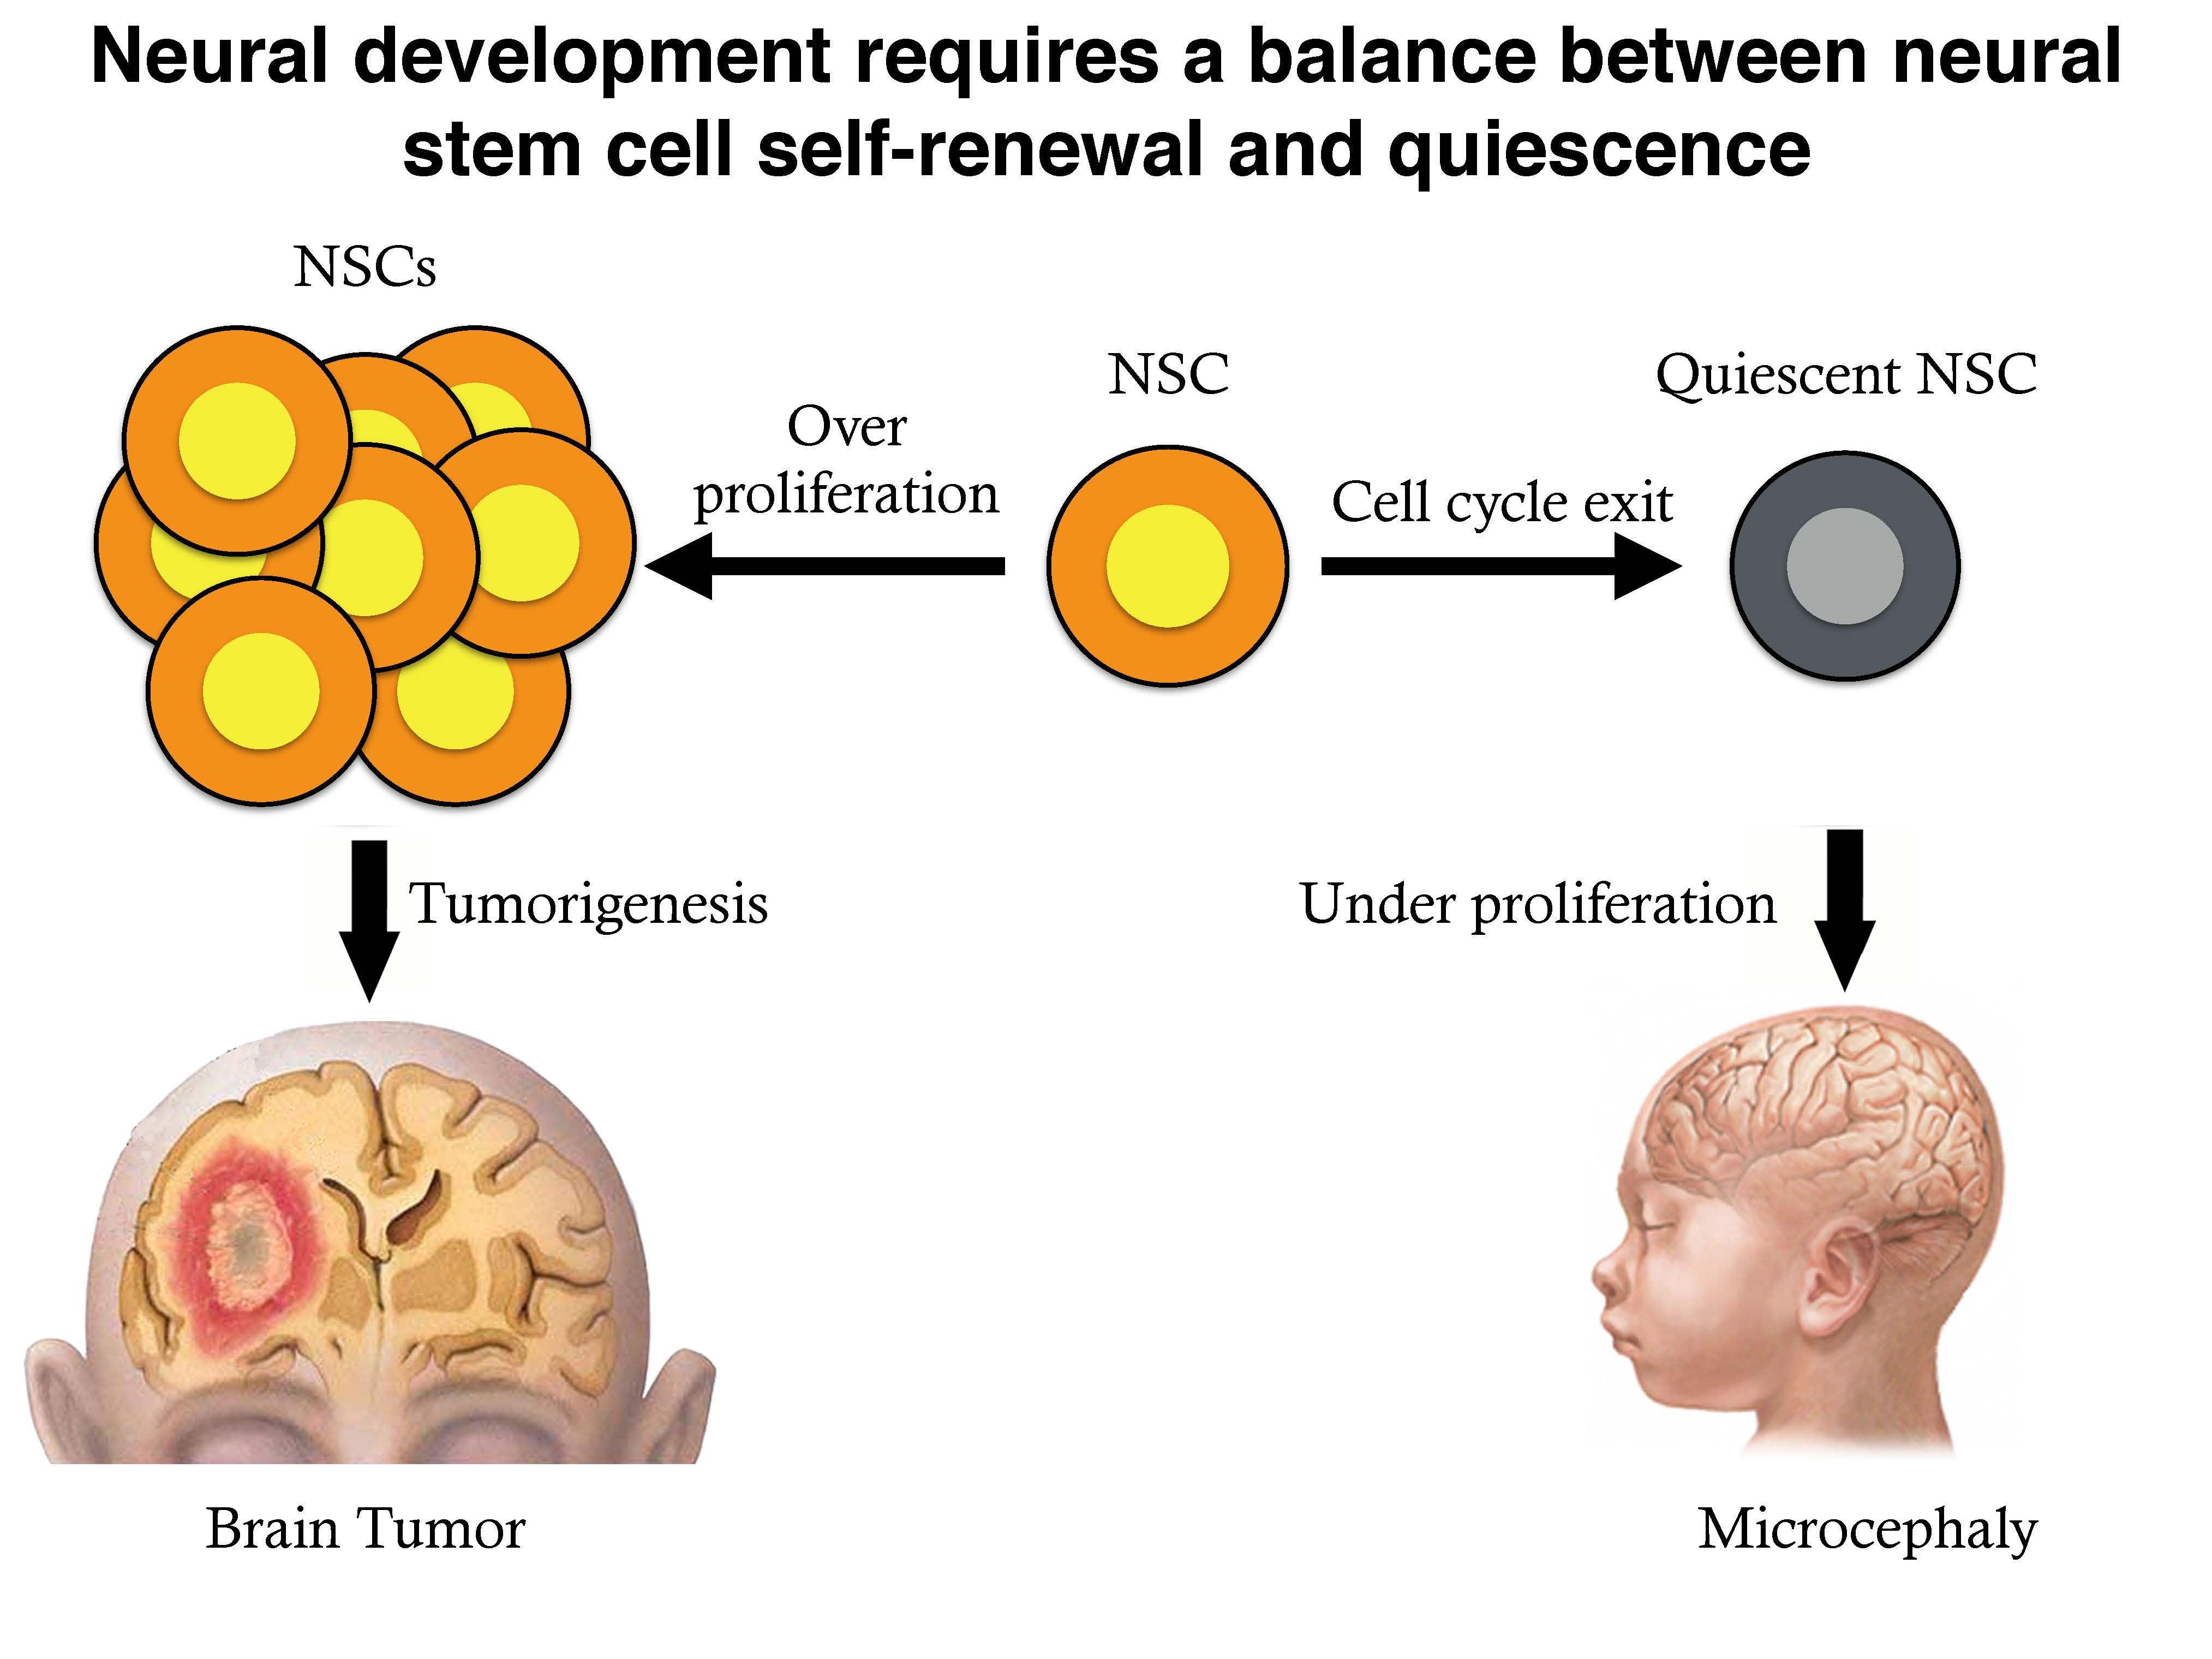 Neural development requires a balance between neural
stem cell self-renewal and quiescence
NSCs
Over
proliferation
NSC
Cell cycle exit
Quiescent NSC
Tumorigenesis
Under proliferation
Brain Tumor
Microcephaly